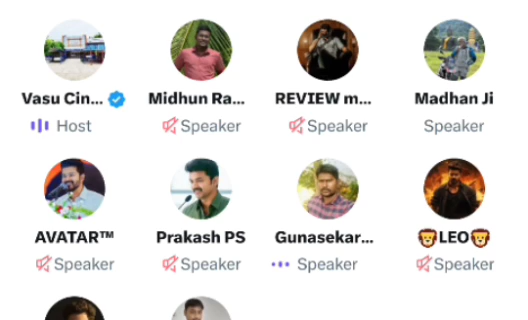 Vasu Cin... Midhun Ra... REVIEW m... Madhan Ji
Host Speaker Speaker Speaker
AVATAR™ Prakash PS Gunasekar... 🦁LEO🦁
Speaker Speaker Speaker Speaker